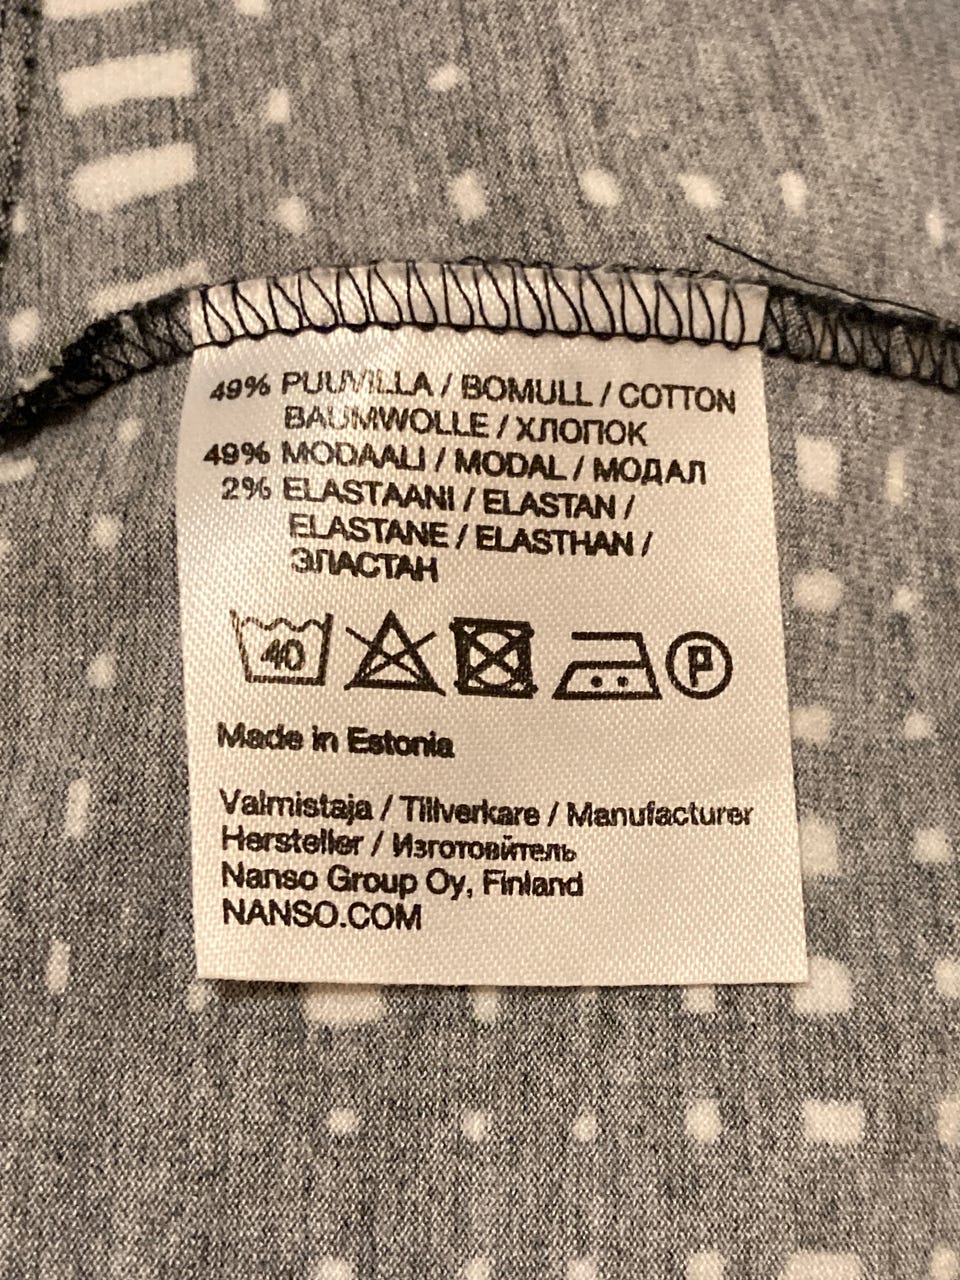 49% PUUVILLA / BOMULL / COTTON
BAUMWOLLE / ХЛОПОК
49% MODAALI / MODAL / МОДАЛ
2% ELASTAANI / ELASTAN /
ELASTANE / ELASTHAN /
ЭЛАСТАН
40 P
Made in Estonia
Valmistaja / Tillverkare / Manufacturer
Hersteller / Изготовитель
Nanso Group Oy, Finland
NANSO.COM